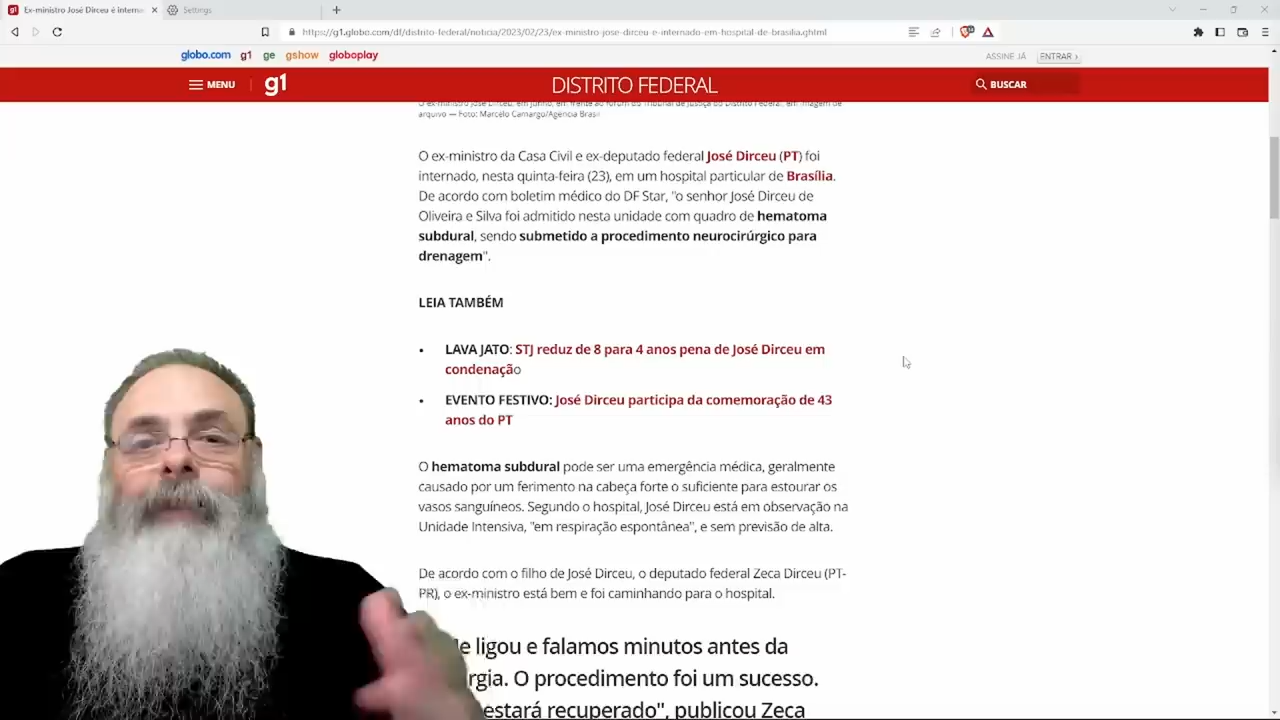 Ex-ministro José Dirceu é interna
Settings
https://g1.globo.com/df/distrito-federal/noticia/2023/02/23/ex-ministro-jose-dirceu-e-internado-em-hospital-de-brasilia.ghtml
globo.com g1 ge gshow globoplay
ASSINE JÁ ENTRAR ›
MENU g1 DISTRITO FEDERAL BUSCAR
O ex-ministro José Dirceu, em junho, em frente ao fórum do Tribunal de Justiça do Distrito Federal, em imagem de
arquivo — Foto: Marcelo Camargo/Agência Brasil
O ex-ministro da Casa Civil e ex-deputado federal José Dirceu (PT) foi
internado, nesta quinta-feira (23), em um hospital particular de Brasília.
De acordo com boletim médico do DF Star, "o senhor José Dirceu de
Oliveira e Silva foi admitido nesta unidade com quadro de hematoma
subdural, sendo submetido a procedimento neurocirúrgico para
drenagem".
LEIA TAMBÉM
• LAVA JATO: STJ reduz de 8 para 4 anos pena de José Dirceu em
condenação
• EVENTO FESTIVO: José Dirceu participa da comemoração de 43
anos do PT
O hematoma subdural pode ser uma emergência médica, geralmente
causado por um ferimento na cabeça forte o suficiente para estourar os
vasos sanguíneos. Segundo o hospital, José Dirceu está em observação na
Unidade Intensiva, "em respiração espontânea", e sem previsão de alta.
De acordo com o filho de José Dirceu, o deputado federal Zeca Dirceu (PT-
PR), o ex-ministro está bem e foi caminhando para o hospital.
ligou e falamos minutos antes da
rgia. O procedimento foi um sucesso.
estará recuperado", publicou Zeca